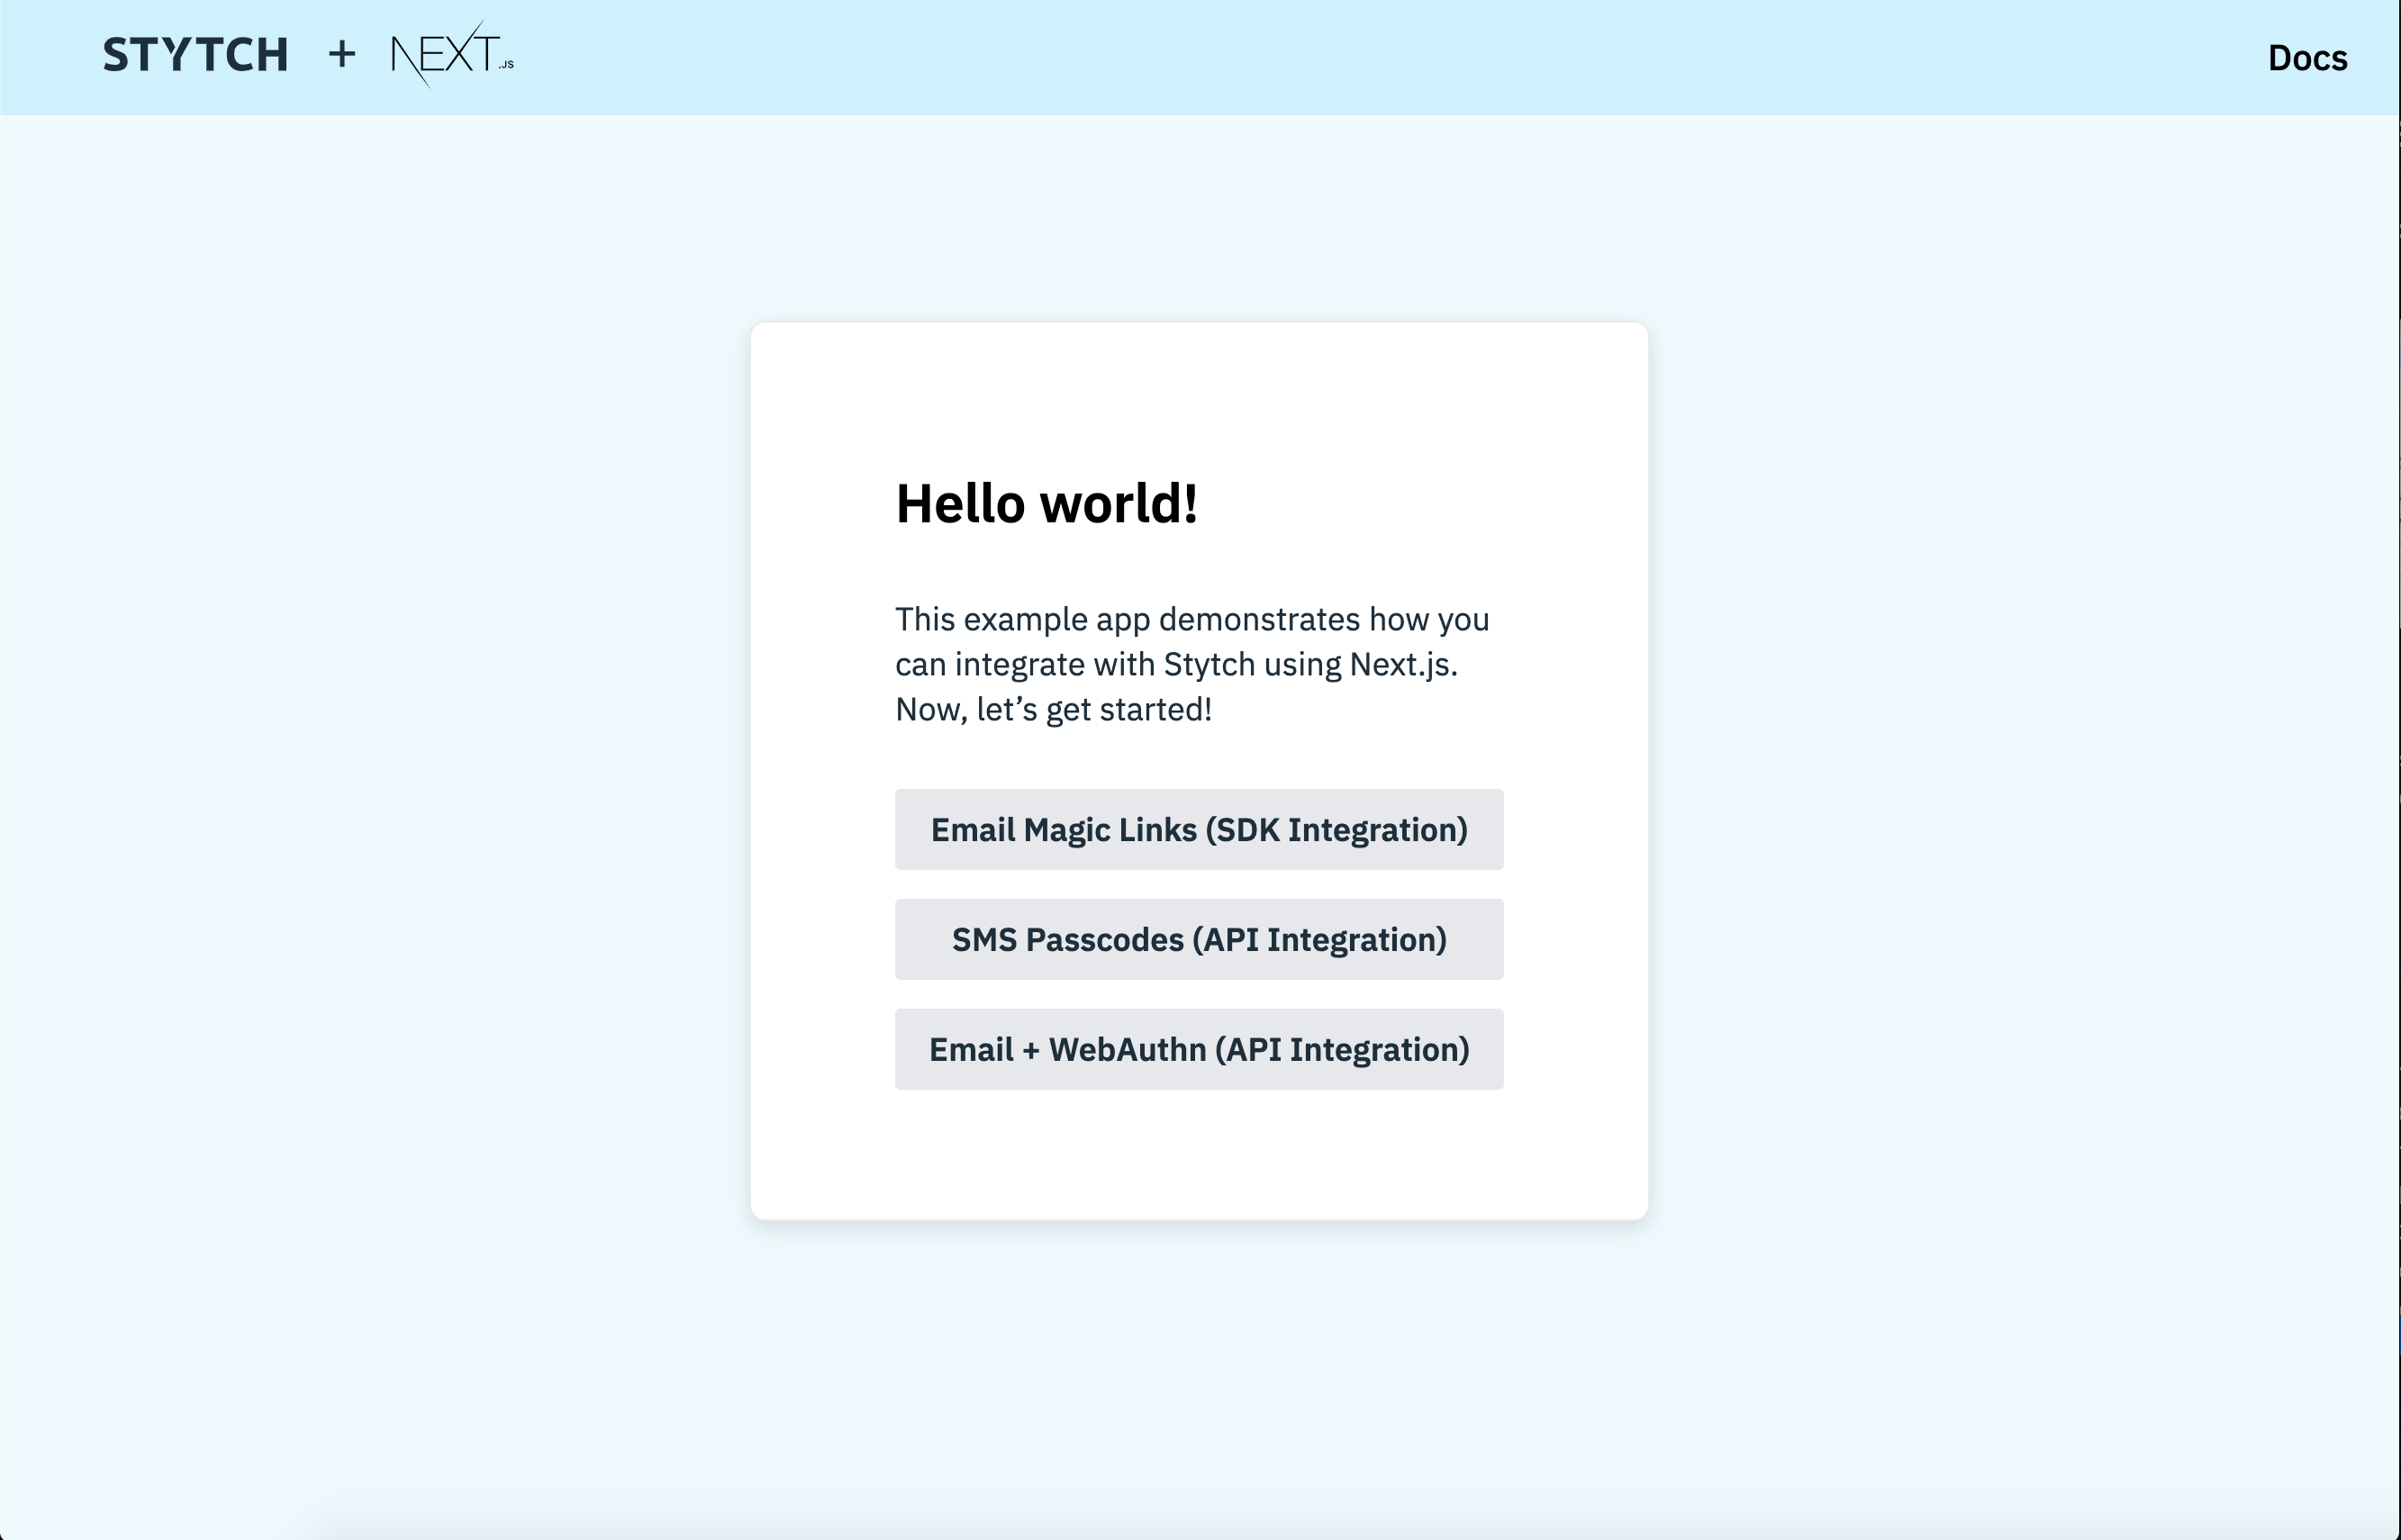 STYTCH + NEXT.JS
Docs
Hello world!
This example app demonstrates how you
can integrate with Stytch using Next.js.
Now, let’s get started!
Email Magic Links (SDK Integration)
SMS Passcodes (API Integration)
Email + WebAuthn (API Integration)